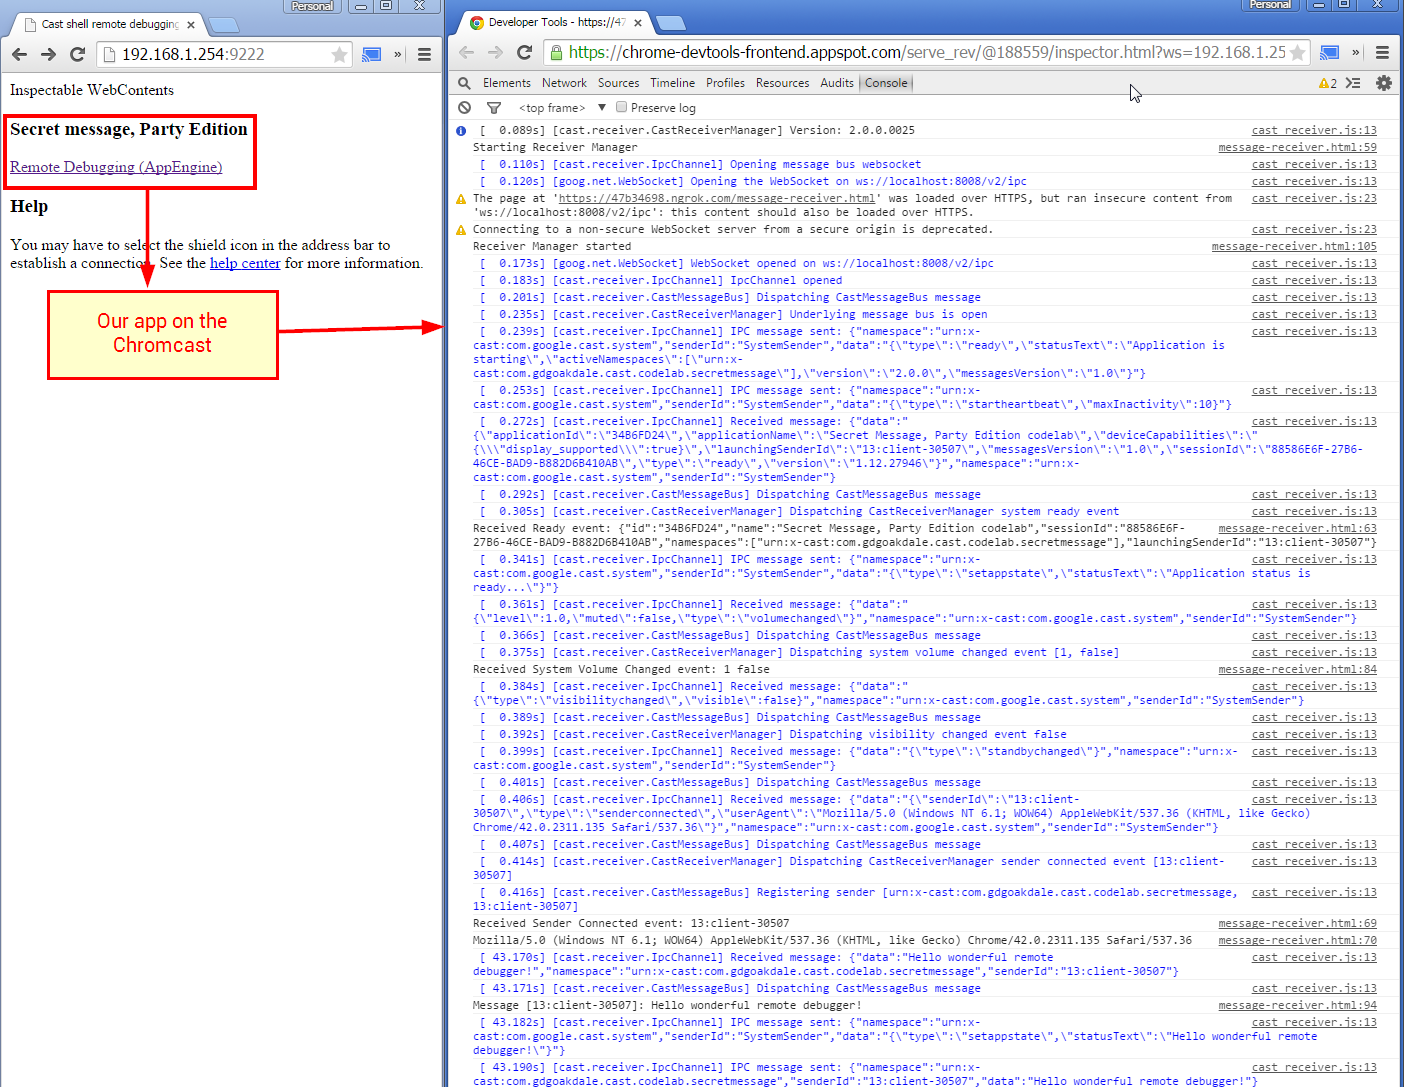 Personal
Cast shell remote debugging
192.168.1.254:9222
»
Inspectable WebContents
Secret message, Party Edition
Remote Debugging (AppEngine)
Help
You may have to select the shield icon in the address bar to
establish a connection. See the help center for more information.
Our app on the
Chromcast
Personal
Developer Tools - https://47
https://chrome-devtools-frontend.appspot.com/serve_rev/@188559/inspector.html?ws=192.168.1.25
»
Elements Network Sources Timeline Profiles Resources Audits Console 2
<top frame> ▼ Preserve log
[ 0.089s] [cast.receiver.CastReceiverManager] Version: 2.0.0.0025 cast_receiver.js:13
Starting Receiver Manager message-receiver.html:59
[ 0.110s] [cast.receiver.IpcChannel] Opening message bus websocket cast_receiver.js:13
[ 0.120s] [goog.net.WebSocket] Opening the WebSocket on ws://localhost:8008/v2/ipc cast_receiver.js:13
The page at 'https://47b34698.ngrok.com/message-receiver.html' was loaded over HTTPS, but ran insecure content from cast_receiver.js:23
'ws://localhost:8008/v2/ipc': this content should also be loaded over HTTPS.
Connecting to a non-secure WebSocket server from a secure origin is deprecated. cast_receiver.js:23
Receiver Manager started message-receiver.html:105
[ 0.173s] [goog.net.WebSocket] WebSocket opened on ws://localhost:8008/v2/ipc cast_receiver.js:13
[ 0.183s] [cast.receiver.IpcChannel] IpcChannel opened cast_receiver.js:13
[ 0.201s] [cast.receiver.CastMessageBus] Dispatching CastMessageBus message cast_receiver.js:13
[ 0.235s] [cast.receiver.CastReceiverManager] Underlying message bus is open cast_receiver.js:13
[ 0.239s] [cast.receiver.IpcChannel] IPC message sent: {"namespace":"urn:x- cast_receiver.js:13
cast:com.google.cast.system","senderId":"SystemSender","data":"{\"type\":\"ready\",\"statusText\":\"Application is
starting\",\"activeNamespaces\":[\"urn:x-
cast:com.gdgoakdale.cast.codelab.secretmessage\"],\"version\":\"2.0.0\",\"messagesVersion\":\"1.0\"}"}
[ 0.253s] [cast.receiver.IpcChannel] IPC message sent: {"namespace":"urn:x- cast_receiver.js:13
cast:com.google.cast.system","senderId":"SystemSender","data":"{\"type\":\"startheartbeat\",\"maxInactivity\":10}"}
[ 0.272s] [cast.receiver.IpcChannel] Received message: {"data":" cast_receiver.js:13
{\"applicationId\":\"34B6FD24\",\"applicationName\":\"Secret Message, Party Edition codelab\",\"deviceCapabilities\":\"
{\\\"display_supported\\\":true}\",\"launchingSenderId\":\"13:client-30507\",\"messagesVersion\":\"1.0\",\"sessionId\":\"88586E6F-27B6-
46CE-BAD9-B882D6B410AB\",\"type\":\"ready\",\"version\":\"1.12.27946\"}","namespace":"urn:x-
cast:com.google.cast.system","senderId":"SystemSender"}
[ 0.292s] [cast.receiver.CastMessageBus] Dispatching CastMessageBus message cast_receiver.js:13
[ 0.305s] [cast.receiver.CastReceiverManager] Dispatching CastReceiverManager system ready event cast_receiver.js:13
Received Ready event: {"id":"34B6FD24","name":"Secret Message, Party Edition codelab","sessionId":"88586E6F- message-receiver.html:63
27B6-46CE-BAD9-B882D6B410AB","namespaces":["urn:x-cast:com.gdgoakdale.cast.codelab.secretmessage"],"launchingSenderId":"13:client-30507"}
[ 0.341s] [cast.receiver.IpcChannel] IPC message sent: {"namespace":"urn:x- cast_receiver.js:13
cast:com.google.cast.system","senderId":"SystemSender","data":"{\"type\":\"setappstate\",\"statusText\":\"Application status is
ready...\"}"}
[ 0.361s] [cast.receiver.IpcChannel] Received message: {"data":" cast_receiver.js:13
{\"level\":1.0,\"muted\":false,\"type\":\"volumechanged\"}","namespace":"urn:x-cast:com.google.cast.system","senderId":"SystemSender"}
[ 0.366s] [cast.receiver.CastMessageBus] Dispatching CastMessageBus message cast_receiver.js:13
[ 0.375s] [cast.receiver.CastReceiverManager] Dispatching system volume changed event [1, false] cast_receiver.js:13
Received System Volume Changed event: 1 false message-receiver.html:84
[ 0.384s] [cast.receiver.IpcChannel] Received message: {"data":" cast_receiver.js:13
{\"type\":\"visibilitychanged\",\"visible\":false}","namespace":"urn:x-cast:com.google.cast.system","senderId":"SystemSender"}
[ 0.389s] [cast.receiver.CastMessageBus] Dispatching CastMessageBus message cast_receiver.js:13
[ 0.392s] [cast.receiver.CastReceiverManager] Dispatching visibility changed event false cast_receiver.js:13
[ 0.399s] [cast.receiver.IpcChannel] Received message: {"data":"{\"type\":\"standbychanged\"}","namespace":"urn:x- cast_receiver.js:13
cast:com.google.cast.system","senderId":"SystemSender"}
[ 0.401s] [cast.receiver.CastMessageBus] Dispatching CastMessageBus message cast_receiver.js:13
[ 0.406s] [cast.receiver.IpcChannel] Received message: {"data":"{\"senderId\":\"13:client- cast_receiver.js:13
30507\",\"type\":\"senderconnected\",\"userAgent\":\"Mozilla/5.0 (Windows NT 6.1; WOW64) AppleWebKit/537.36 (KHTML, like Gecko)
Chrome/42.0.2311.135 Safari/537.36\"}","namespace":"urn:x-cast:com.google.cast.system","senderId":"SystemSender"}
[ 0.407s] [cast.receiver.CastMessageBus] Dispatching CastMessageBus message cast_receiver.js:13
[ 0.414s] [cast.receiver.CastReceiverManager] Dispatching CastReceiverManager sender connected event [13:client- cast_receiver.js:13
30507]
[ 0.416s] [cast.receiver.CastMessageBus] Registering sender [urn:x-cast:com.gdgoakdale.cast.codelab.secretmessage, cast_receiver.js:13
13:client-30507]
Received Sender Connected event: 13:client-30507 message-receiver.html:69
Mozilla/5.0 (Windows NT 6.1; WOW64) AppleWebKit/537.36 (KHTML, like Gecko) Chrome/42.0.2311.135 Safari/537.36 message-receiver.html:70
[ 43.170s] [cast.receiver.IpcChannel] Received message: {"data":"Hello wonderful remote cast_receiver.js:13
debugger!","namespace":"urn:x-cast:com.gdgoakdale.cast.codelab.secretmessage","senderId":"13:client-30507"}
[ 43.171s] [cast.receiver.CastMessageBus] Dispatching CastMessageBus message cast_receiver.js:13
Message [13:client-30507]: Hello wonderful remote debugger! message-receiver.html:94
[ 43.182s] [cast.receiver.IpcChannel] IPC message sent: {"namespace":"urn:x- cast_receiver.js:13
cast:com.google.cast.system","senderId":"SystemSender","data":"{\"type\":\"setappstate\",\"statusText\":\"Hello wonderful remote
debugger!\"}"}
[ 43.190s] [cast.receiver.IpcChannel] IPC message sent: {"namespace":"urn:x- cast_receiver.js:13
cast:com.gdgoakdale.cast.codelab.secretmessage","senderId":"13:client-30507","data":"Hello wonderful remote debugger!"}